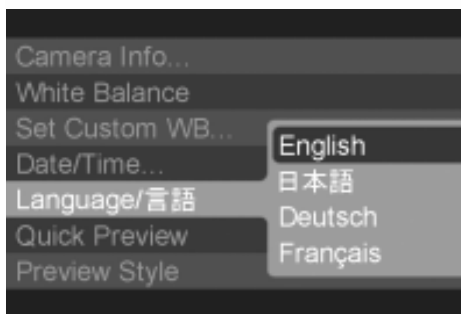 Camera Info...
White Balance
Set Custom WB...
Date/Time...
Language/言語
Quick Preview
Preview Style
English
日本語
Deutsch
Français